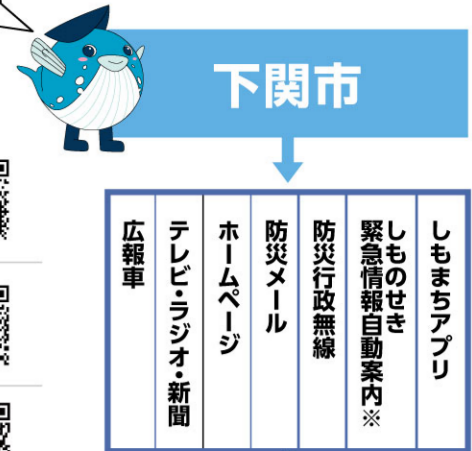 下関市
しもまちアプリ
しものせき
緊急情報自動案内※
防災行政無線
防災メール
ホームページ
テレビ・ラジオ・新聞
広報車